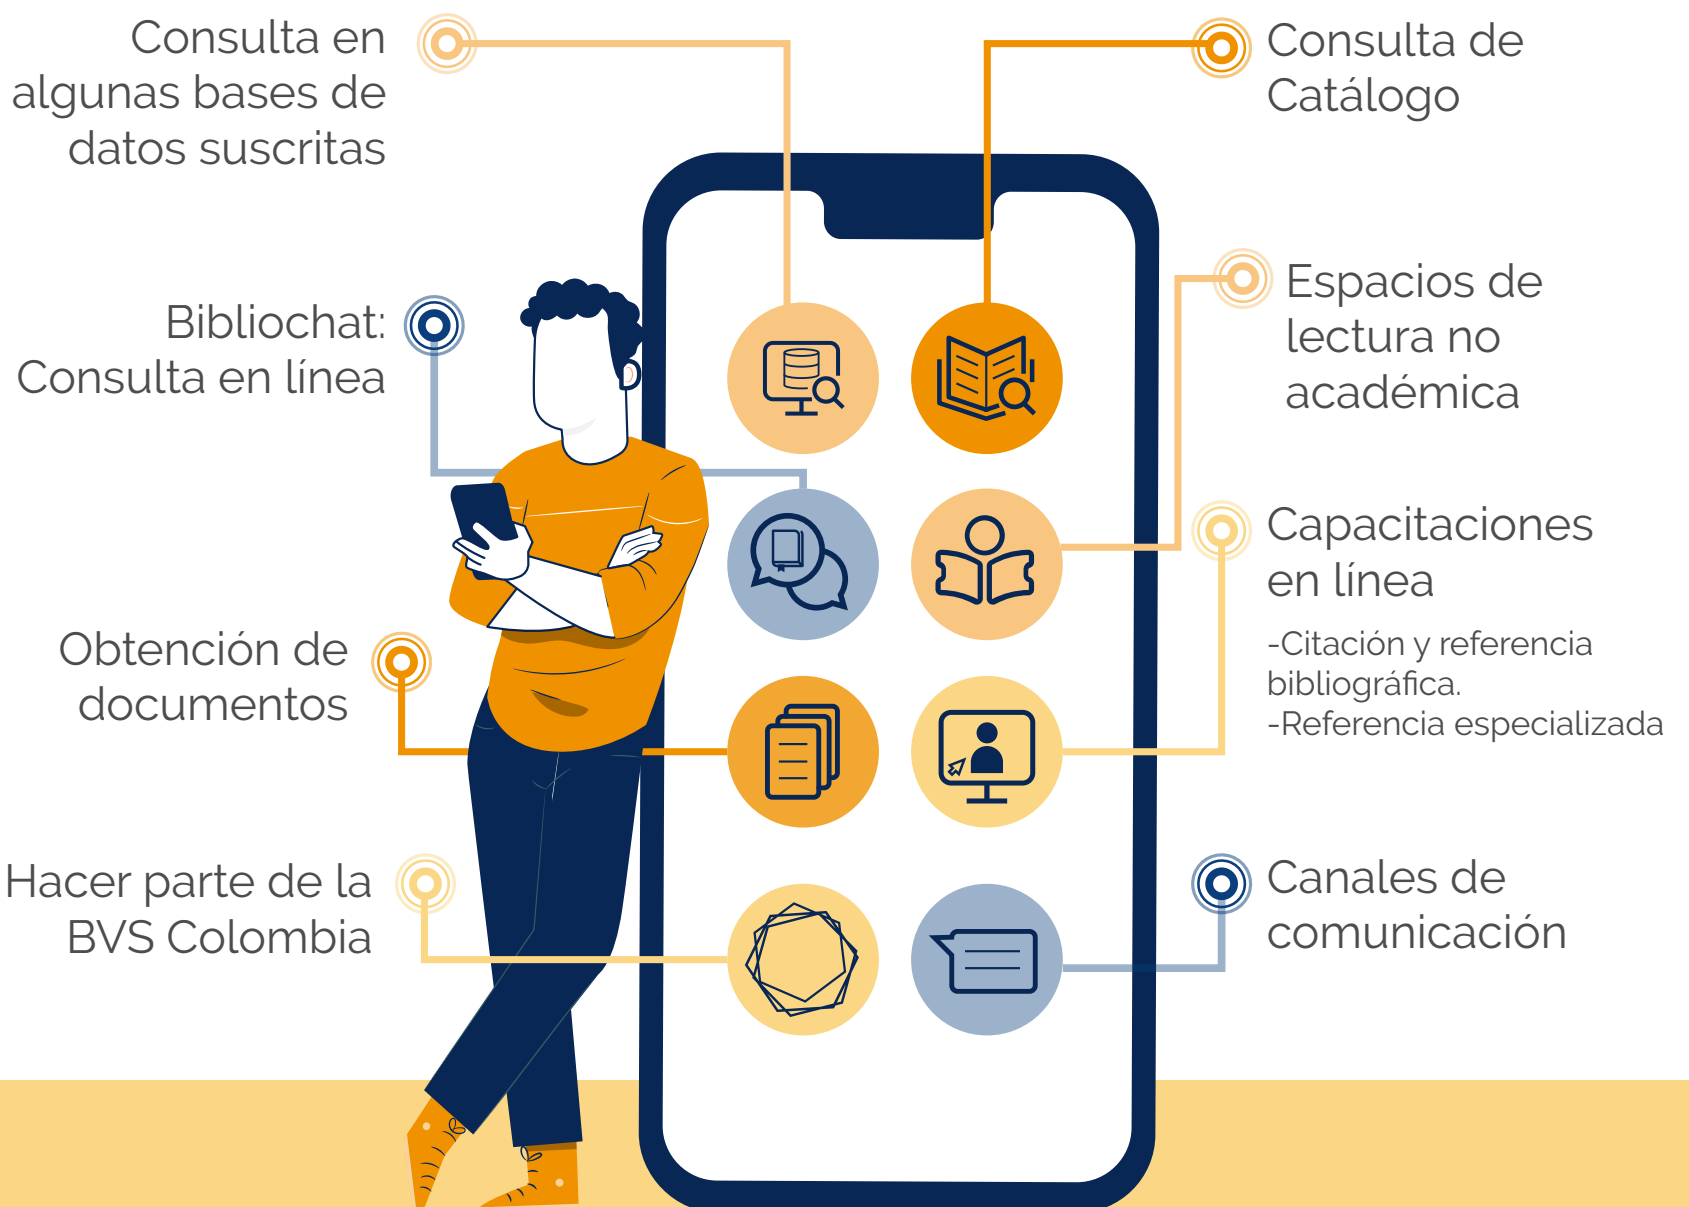 Consulta en
algunas bases de
datos suscritas
Consulta de
Catálogo
Bibliochat:
Consulta en línea
Espacios de
lectura no
académica
Capacitaciones
en línea
-Citación y referencia
bibliográfica.
-Referencia especializada
Obtención de
documentos
Hacer parte de la
BVS Colombia
Canales de
comunicación